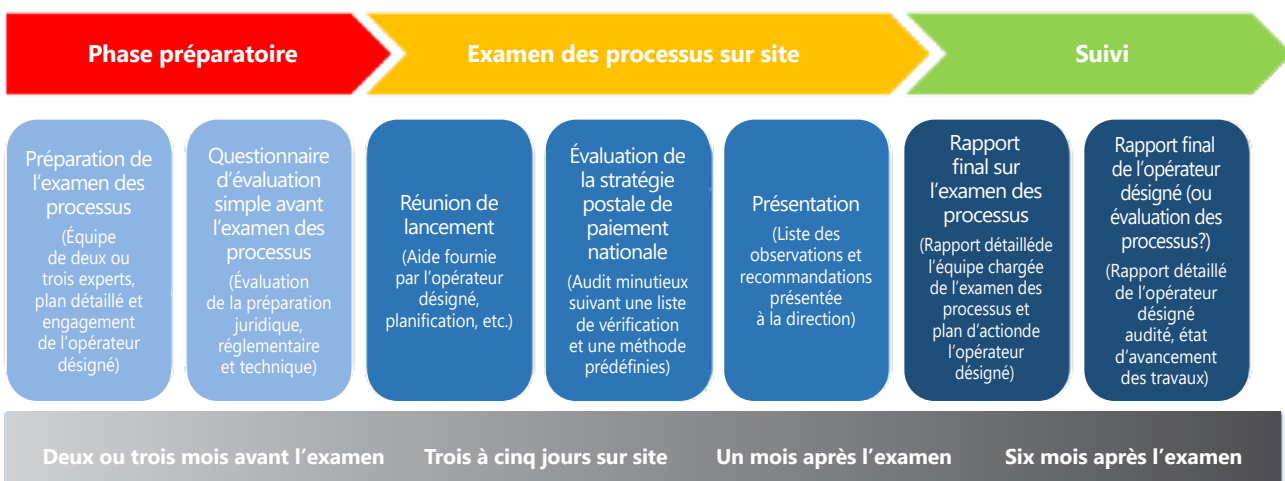 Phase préparatoire
Examen des processus sur site
Suivi
Préparation de
l'examen des
processus
(Équipe
de deux ou
trois experts,
plan détaillé et
engagement
de l'opérateur
désigné)
Questionnaire
d'évaluation
simple avant
l'examen des
processus
(Évaluation
de la préparation
juridique,
réglementaire
et technique)
Réunion de
lancement
(Aide fournie
par l'opérateur
désigné,
planification, etc.)
Évaluation de
la stratégie
postale de
paiement
nationale
(Audit minutieux
suivant une liste
de vérification
et une méthode
prédéfinies)
Présentation
(Liste des
observations et
recommandations
présentée
à la direction)
Rapport
final sur
l'examen des
processus
(Rapport détailléde
l'équipe chargée
de l'examen des
processus et
plan d'actionde
l'opérateur
désigné)
Rapport final
de l'opérateur
désigné (ou
évaluation des
processus?)
(Rapport détaillé
de l'opérateur
désigné
audité, état
d'avancement
des travaux)
Deux ou trois mois avant l'examen
Trois à cinq jours sur site
Un mois après l'examen
Six mois après l'examen